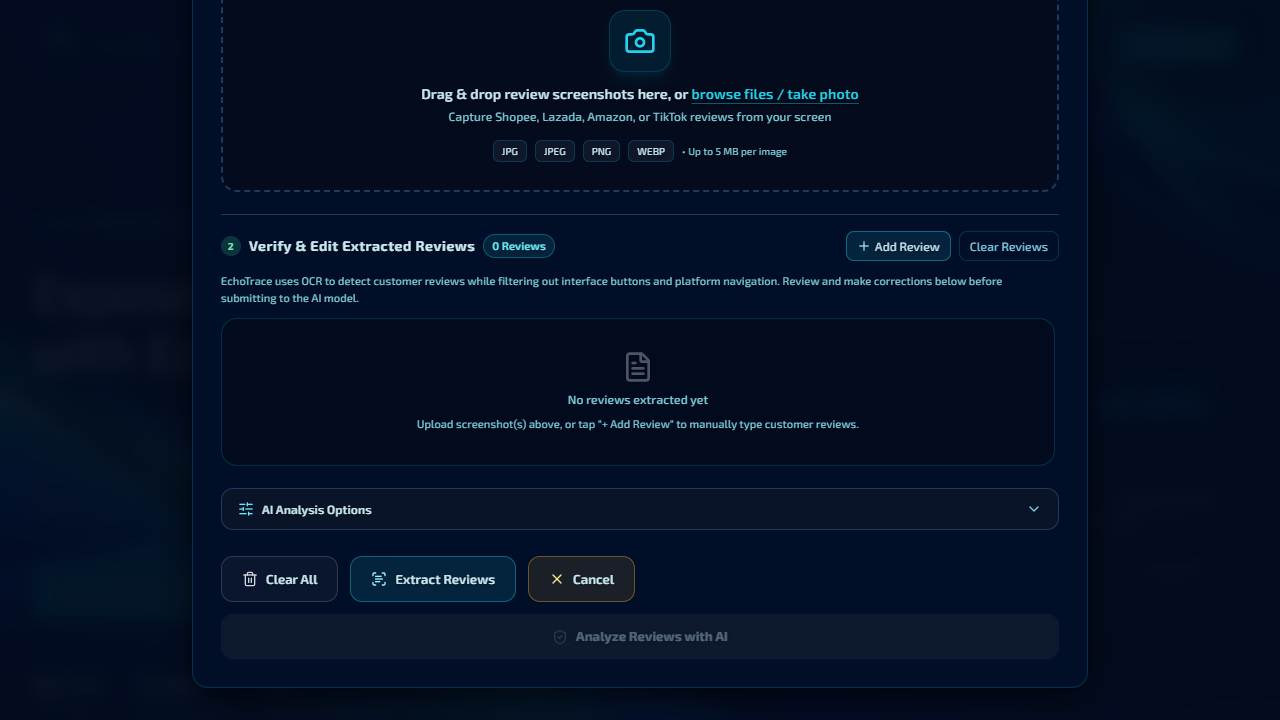 Drag & drop review screenshots here, or browse files / take photo
Capture Shopee, Lazada, Amazon, or TikTok reviews from your screen
JPG JPEG PNG WEBP • Up to 5 MB per image
2 Verify & Edit Extracted Reviews 0 Reviews + Add Review Clear Reviews
EchoTrace uses OCR to detect customer reviews while filtering out interface buttons and platform navigation. Review and make corrections below before
submitting to the AI model.
No reviews extracted yet
Upload screenshot(s) above, or tap "+ Add Review" to manually type customer reviews.
AI Analysis Options
Clear All Extract Reviews Cancel
Analyze Reviews with AI